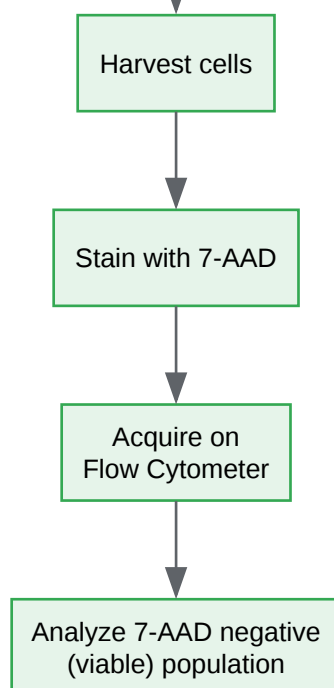 Harvest cells
Stain with 7-AAD
Acquire on
Flow Cytometer
Analyze 7-AAD negative
(viable) population